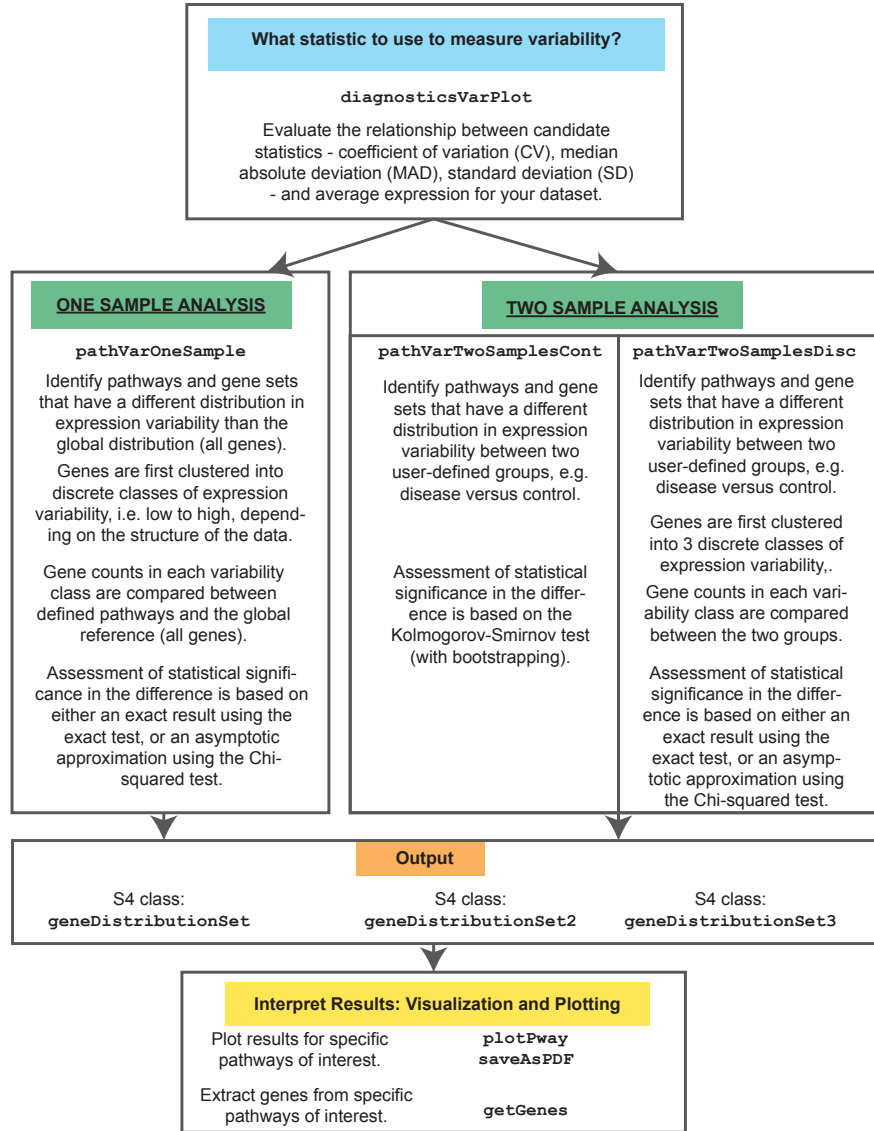 What statistic to use to measure variability?
diagnosticsVarPlot
Evaluate the relationship between candidate
statistics - coefficient of variation (CV), median
absolute deviation (MAD), standard deviation (SD)
- and average expression for your dataset.
ONE SAMPLE ANALYSIS
pathVarOneSample
Identify pathways and gene sets
that have a different distribution in
expression variability than the
global distribution (all genes).
Genes are first clustered into
discrete classes of expression
variability, i.e. low to high, depend-
ing on the structure of the data.
Gene counts in each variability
class are compared between
defined pathways and the global
reference (all genes).
Assessment of statistical signifi-
cance in the difference is based on
either an exact result using the
exact test, or an asymptotic
approximation using the Chi-
squared test.
TWO SAMPLE ANALYSIS
pathVarTwoSamplesCont
Identify pathways and gene
sets that have a different
distribution in expression
variability between two
user-defined groups, e.g.
disease versus control.
Assessment of statistical
significance in the differ-
ence is based on the
Kolmogorov-Smirnov test
(with bootstrapping).
pathVarTwoSamplesDisc
Identify pathways and gene
sets that have a different
distribution in expression
variability between two
user-defined groups, e.g.
disease versus control.
Genes are first clustered
into 3 discrete classes of
expression variability,.
Gene counts in each vari-
ability class are compared
between the two groups.
Assessment of statistical
significance in the differ-
ence is based on either an
exact result using the
exact test, or an asymp-
totic approximation using
the Chi-squared test.
Output
S4 class:
geneDistributionSet
S4 class:
geneDistributionSet2
S4 class:
geneDistributionSet3
Interpret Results: Visualization and Plotting
Plot results for specific
pathways of interest.
plotPway
saveAsPDF
Extract genes from specific
pathways of interest.
getGenes